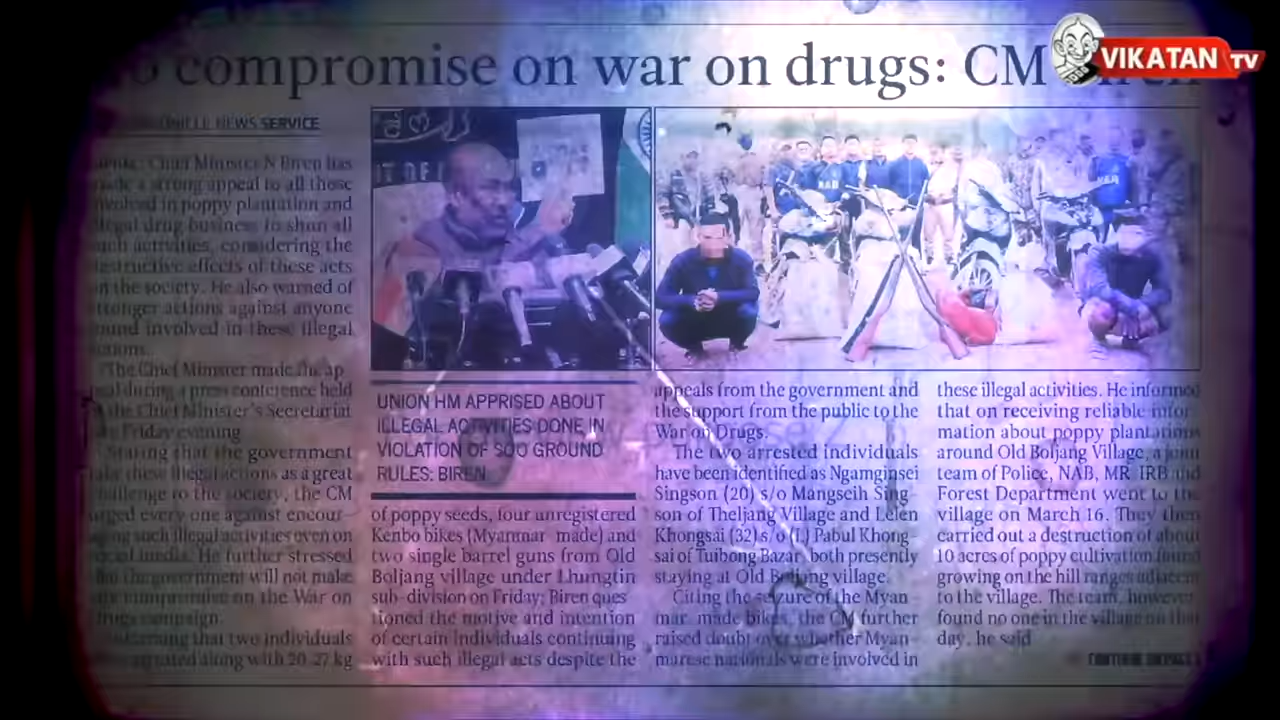 VIKATAN TV
compromise on war on drugs: CM
NEWS SERVICE
Chief Minister N Biren has
a strong appeal to all those
involved in poppy plantation and
illegal drug business to shun all
such activities, considering the
destructive effects of these acts
on the society. He also warned of
stronger actions against anyone
found involved in these illegal
actions.
The Chief Minister made the ap
peal during a press conference held
the Chief Minister's Secretariat
Friday evening
Stating that the government
take these illegal actions as a great
challenge to the society, the CM
urged every one against encour-
aging such illegal activities even on
social media. He further stressed
the government will not make
compromise on the War on
Drugs campaign.
that two individuals
along with 20.27 kg
UNION HM APPRISED ABOUT
ILLEGAL ACTIVITIES DONE IN
VIOLATION OF SOO GROUND
RULES: BIREN
of poppy seeds, four unregistered
Kenbo bikes (Myanmar made) and
two single barrel guns from Old
Boljang village under Lhungtin
sub-division on Friday; Biren ques
tioned the motive and intention
of certain individuals continuing
with such illegal acts despite the
appeals from the government and
the support from the public to the
War on Drugs.
The two arrested individuals
have been identified as Ngamginsei
Singson (20) s/o Mangseih Sing-
son of Theljang Village and Lelen
Khongsai (32) s/o (L) Pabul Khong-
sai of Tuibong Bazar, both presently
staying at Old Boljang village.
Citing the seizure of the Myan-
mar made bikes, the CM further
raised doubt over whether Myan-
marese nationals were involved in
these illegal activities. He informed
that on receiving reliable infor-
mation about poppy plantations
around Old Boljang Village, a joint
team of Police, NAB, MR, IRB and
Forest Department went to the
village on March 16. They then
carried out a destruction of about
10 acres of poppy cultivation found
growing on the hill ranges adjacent
to the village. The team, however,
found no one in the village on that
day, he said